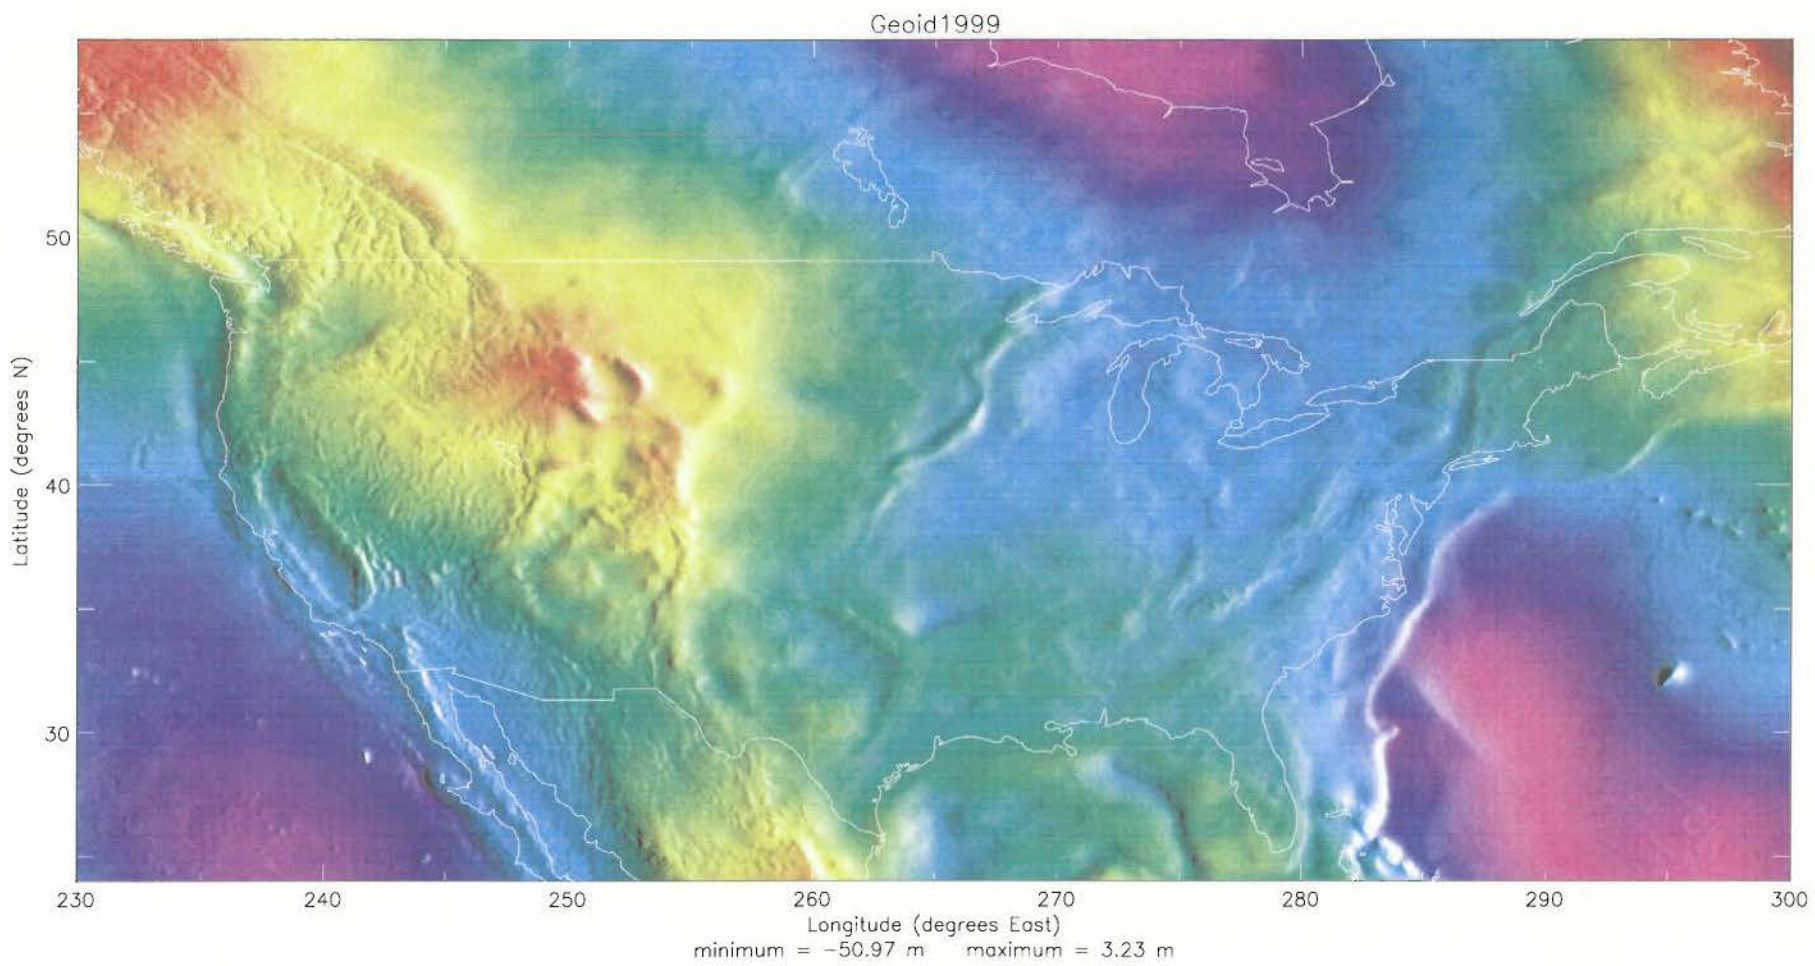 Geoid1999
50
40
30
Latitude (degrees N)
230 240 250 260 270 280 290 300
Longitude (degrees East)
minimum = −50.97 m maximum = 3.23 m